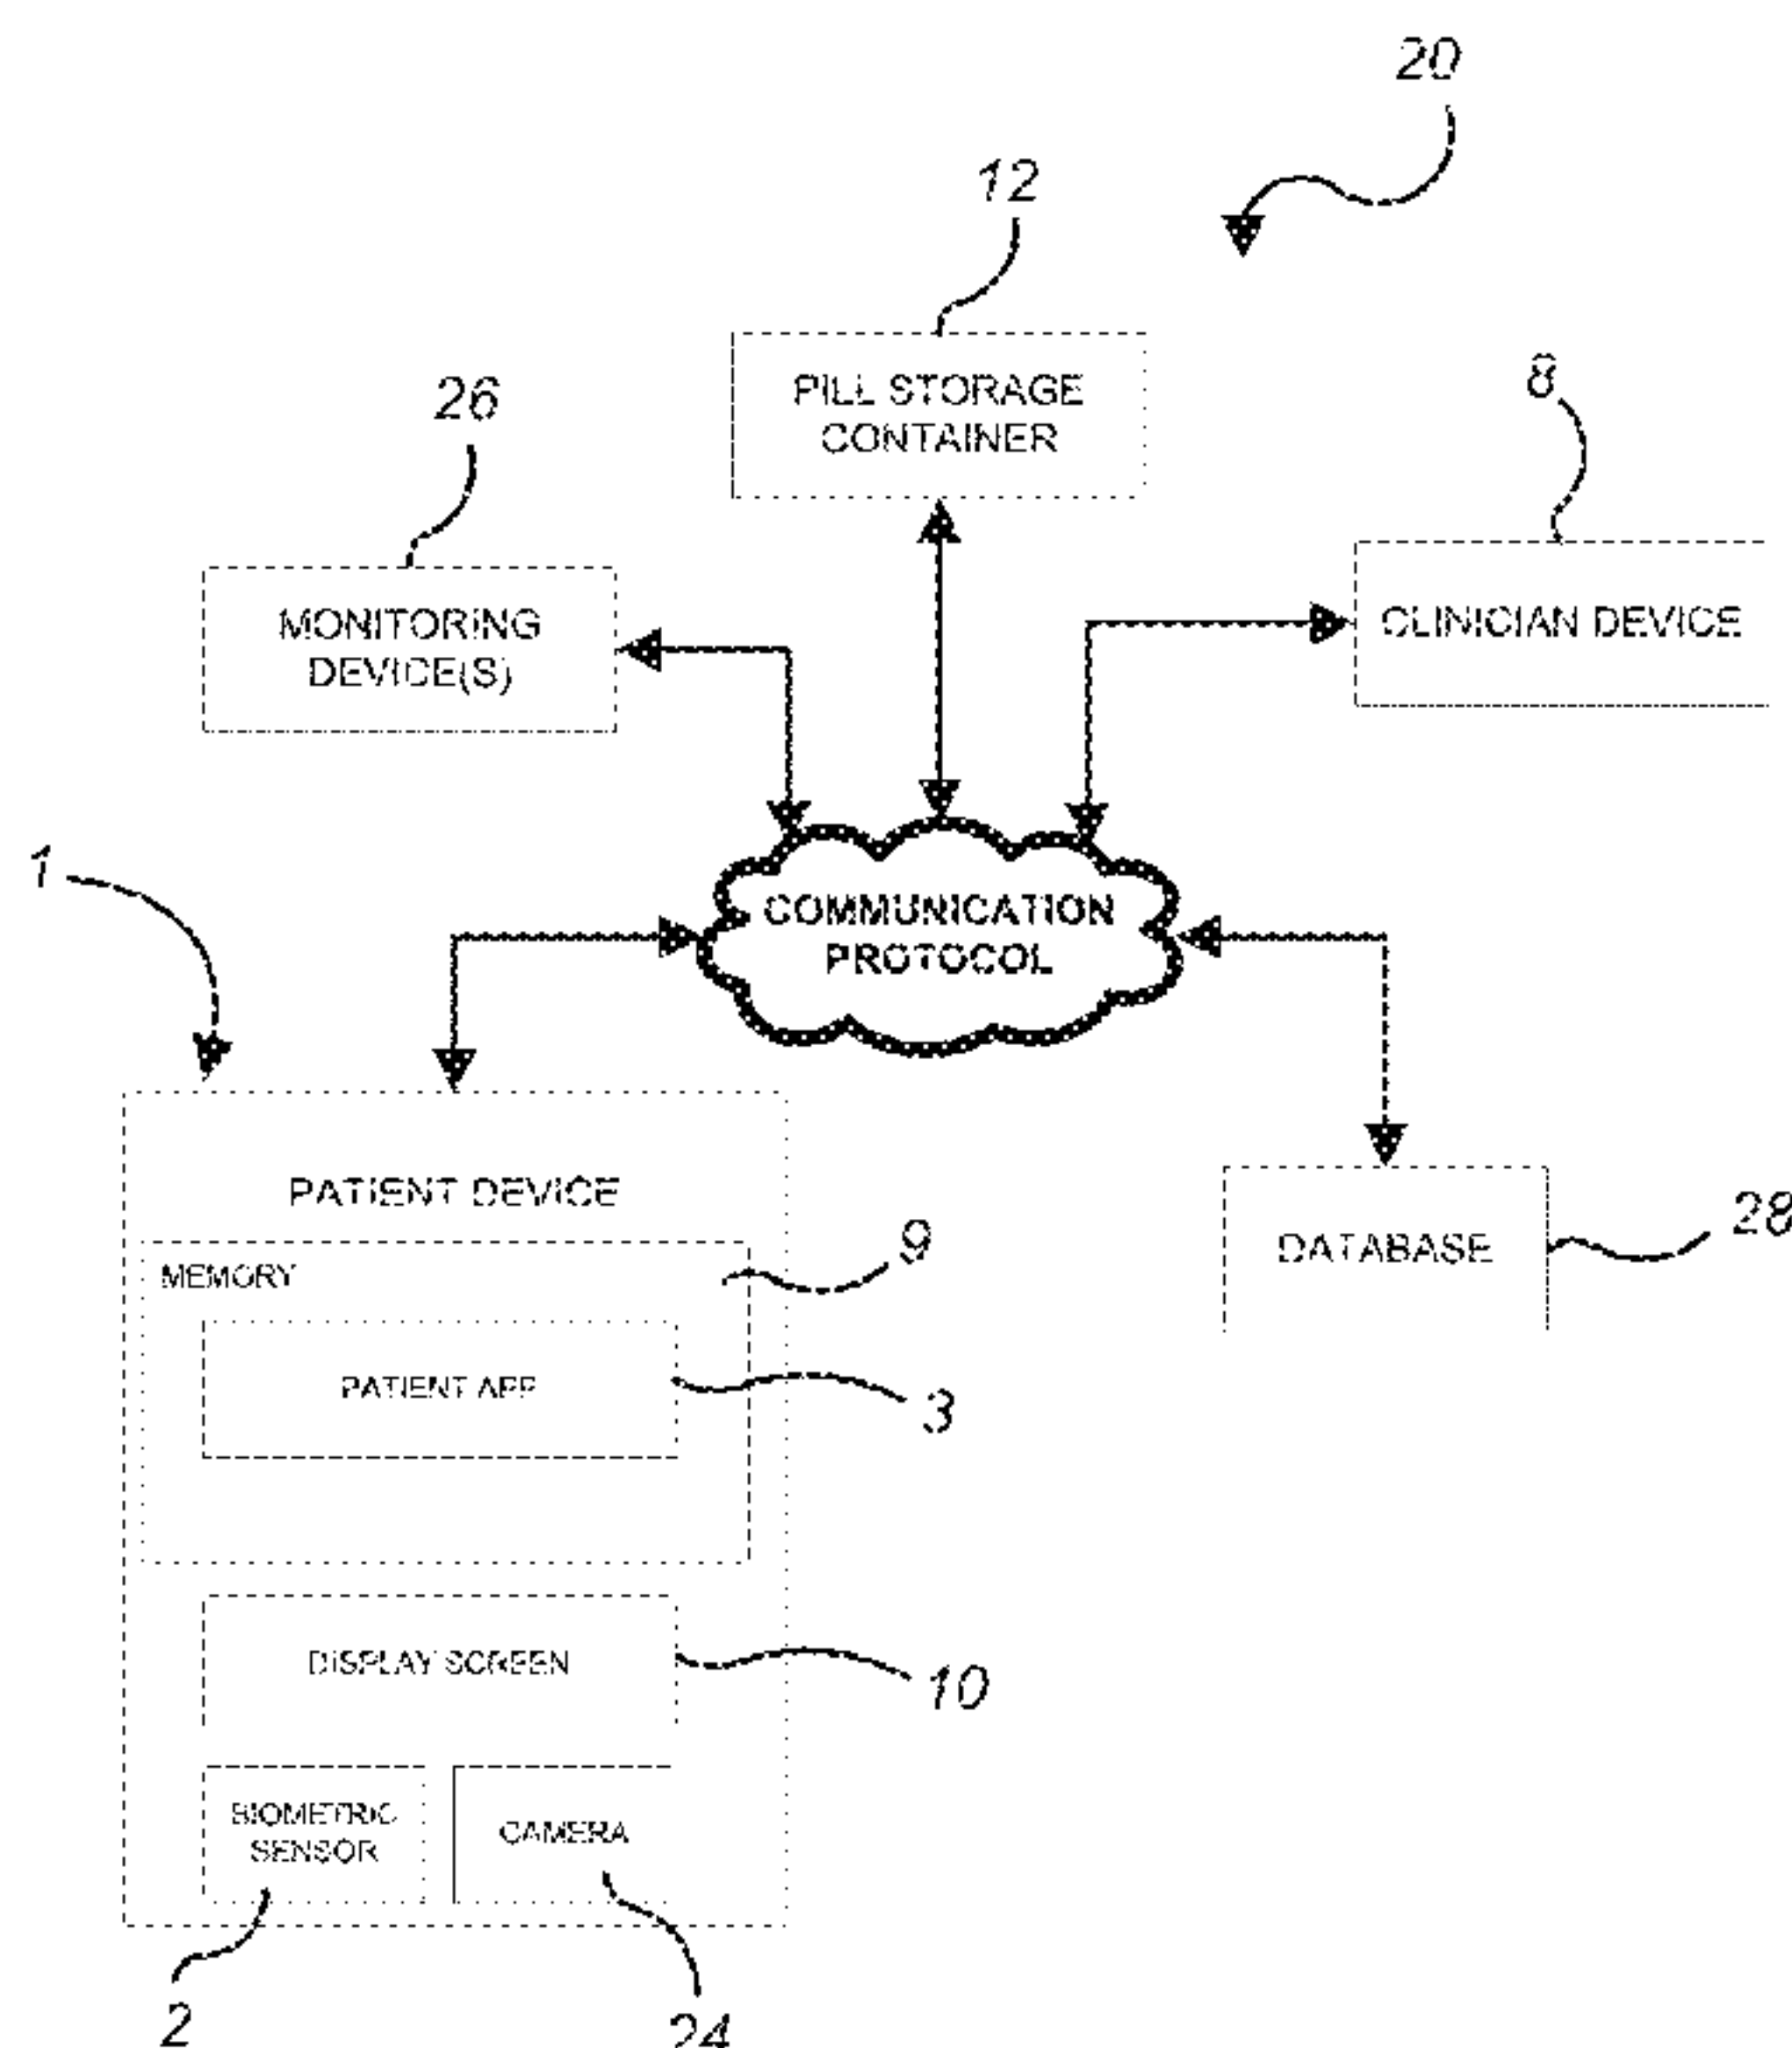 20
12
PILL STORAGE
CONTAINER
8
26
MONITORING
DEVICE(S)
CLINICIAN DEVICE
1
COMMUNICATION
PROTOCOL
PATIENT DEVICE
28
DATABASE
9
MEMORY
PATIENT APP
3
DISPLAY SCREEN
10
BIOMETRIC
SENSOR
CAMERA
2
24